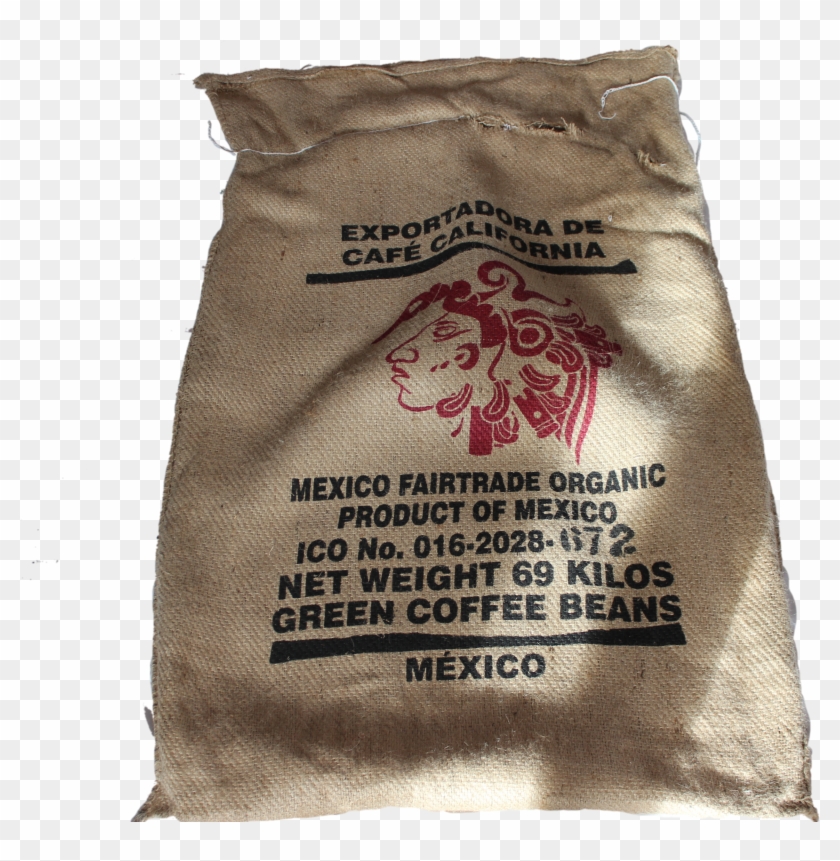 EXPORTADORA DE
CAFÉ CALIFORNIA
MEXICO FAIRTRADE ORGANIC
PRODUCT OF MEXICO
ICO No. 016-2028-672
NET WEIGHT 69 KILOS
GREEN COFFEE BEANS
MÉXICO